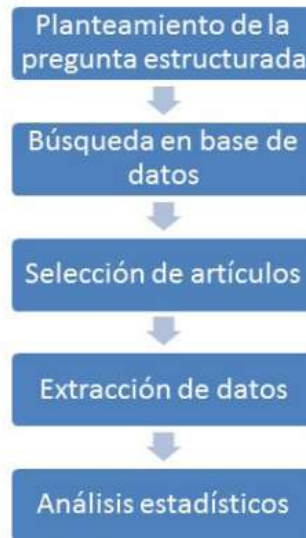 Planteamiento de la
pregunta estructurada
Búsqueda en base de
datos
Selección de artículos
Extracción de datos
Análisis estadísticos